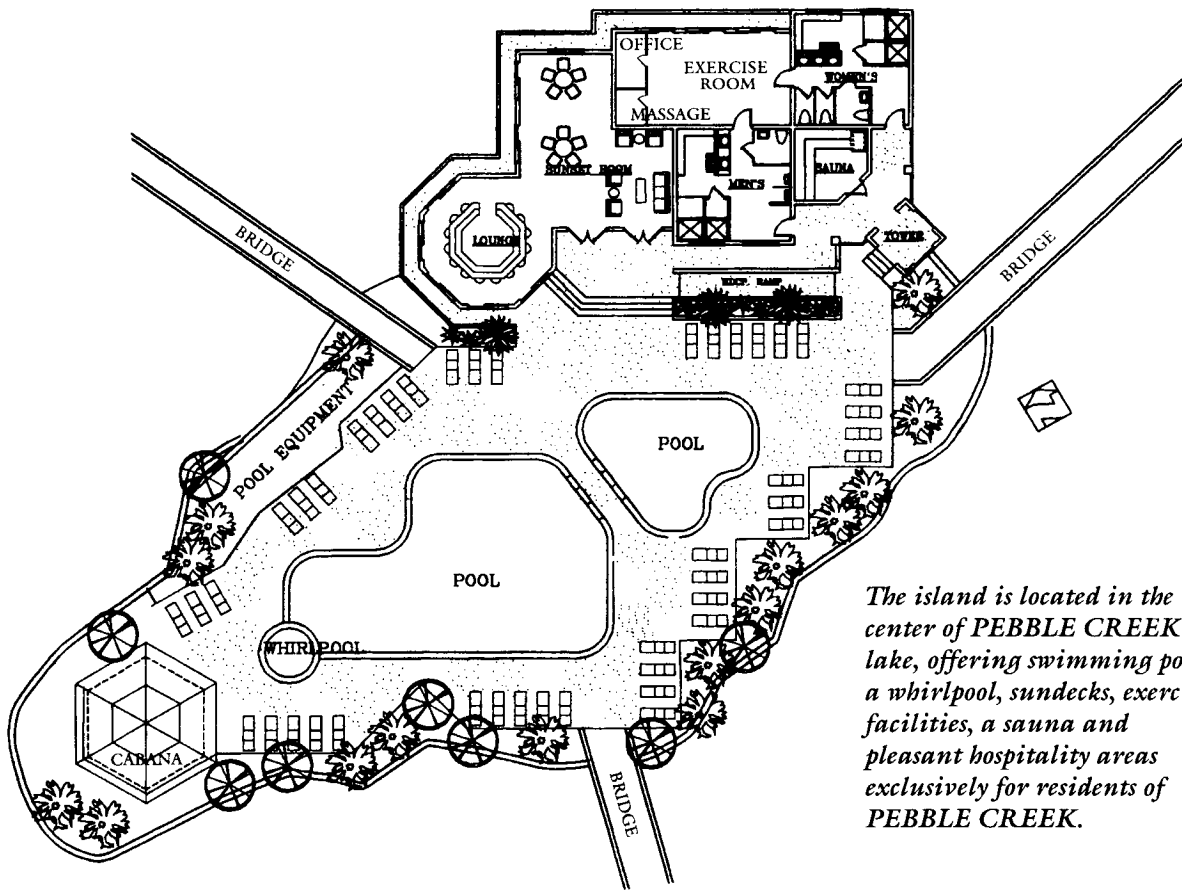 OFFICE
EXERCISE
ROOM
WOMEN'S
MASSAGE
SUNSET ROOM
SAUNA
MEN'S
LOUNGE
TOWER
BRIDGE
BRIDGE
HDCP. RAMP
POOL EQUIPMENT
POOL
POOL
WHIRLPOOL
CABANA
BRIDGE
The island is located in the
center of PEBBLE CREEK
lake, offering swimming po
a whirlpool, sundecks, exerc
facilities, a sauna and
pleasant hospitality areas
exclusively for residents of
PEBBLE CREEK.